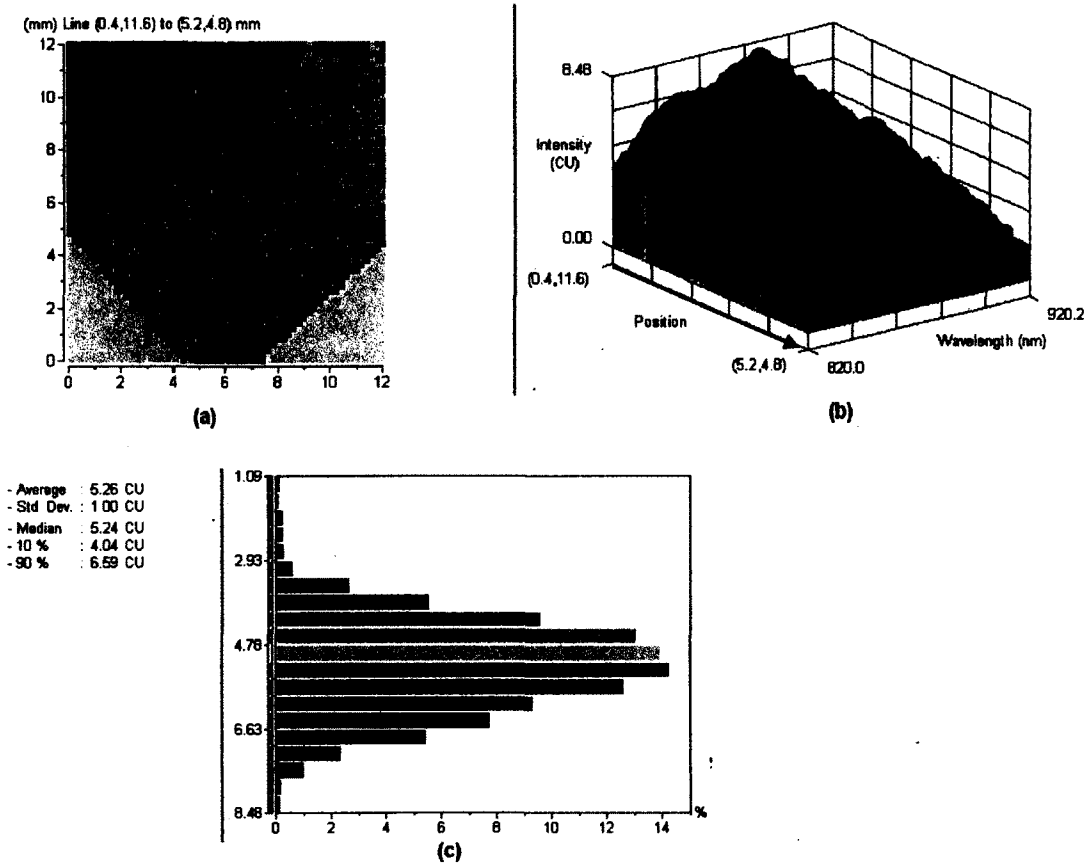 (mm) Line (0.4,11.6) to (5.2,4.8) mm
12
10
8
6
4
2
0
0 2 4 6 8 10 12
(a)
8.48
Intensity
(CU)
0.00
(0.4,11.6)
Position
(5.2,4.8)
820.0
Wavelength (nm)
920.2
(b)
- Average : 5.26 CU
- Std Dev. : 1.00 CU
- Median : 5.24 CU
- 10 % : 4.04 CU
- 90 % : 6.59 CU
1.09
2.93
4.78
6.63
8.48
0 2 4 6 8 10 12 14 %
(c)